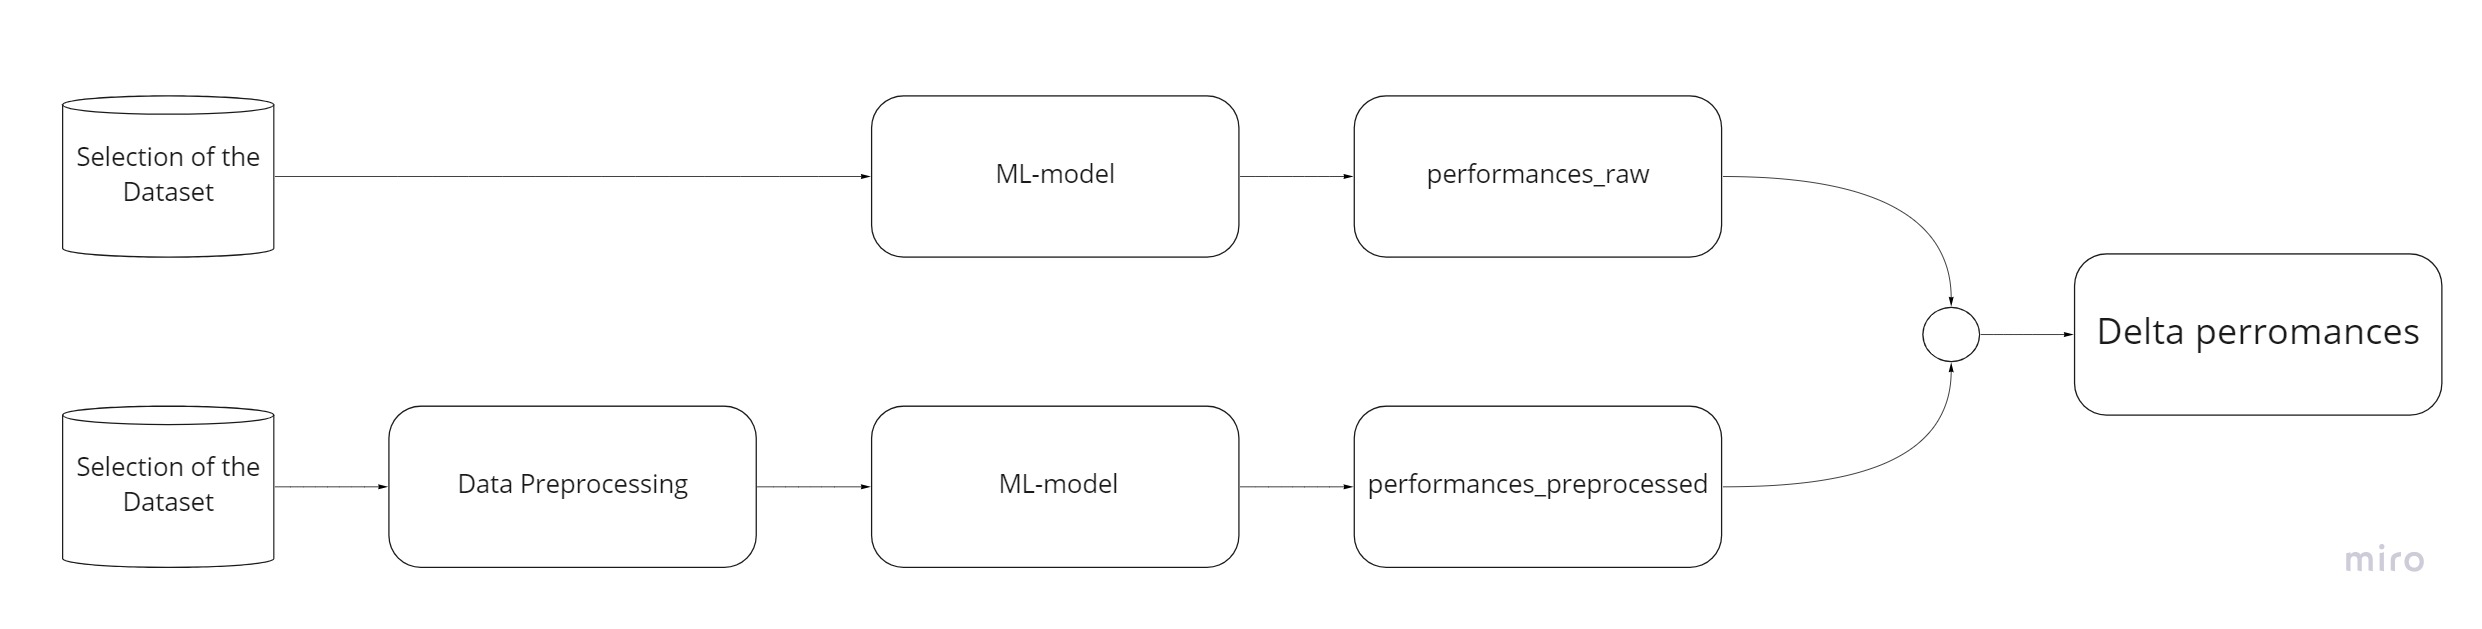 Selection of the
Dataset
ML-model
performances_raw
Delta perromances
Selection of the
Dataset
Data Preprocessing
ML-model
performances_preprocessed
miro